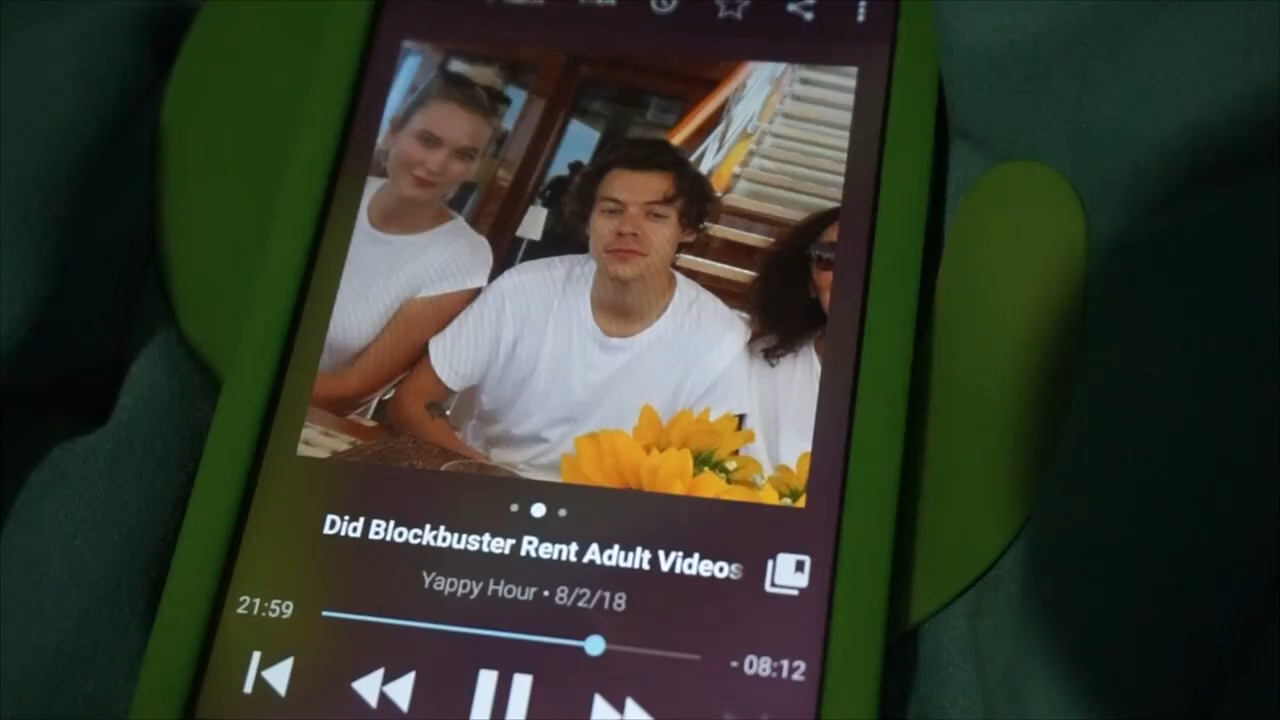 Did Blockbuster Rent Adult Videos
Yappy Hour • 8/2/18
21:59
- 08:12